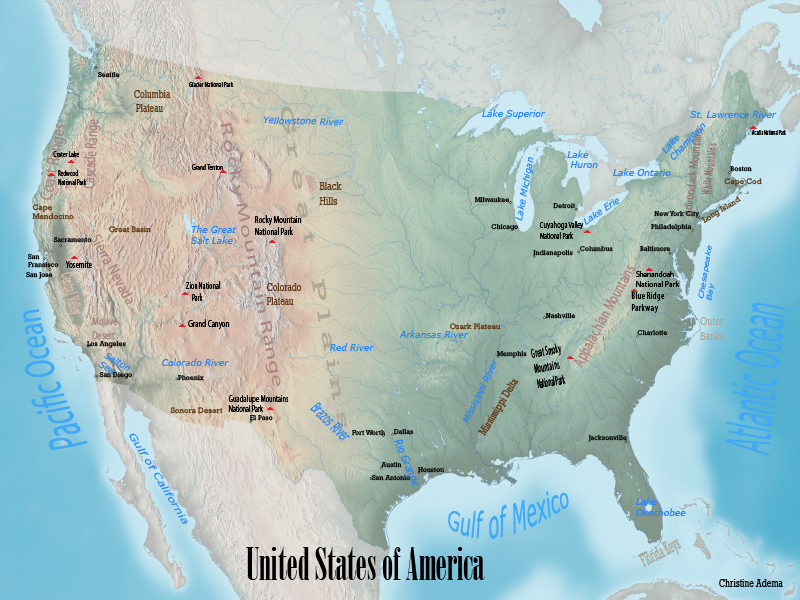 Seattle
Glacier National Park
Columbia
Plateau
Yellowstone River
Lake Superior
St. Lawrence River
Acadia National Park
Lake
Champlain
Cascade Range
Crater Lake
Redwood
National Park
Grand Tenton
Rocky Mountain Range
Great Plains
Black
Hills
Lake Michigan
Lake
Huron
Lake Ontario
Adirondack Mountains
White Mountains
Boston
Cape Cod
Milwaukee
Detroit
Lake Erie
New York City
Long Island
Cape
Mendocino
Great Basin
The Great
Salt Lake
Rocky Mountain
National Park
Chicago
Cuyahoga Valley
National Park
Philadelphia
Sacramento
San
Fransisco
San Jose
Yosemite
Sierra Nevada
Indianapolis
Columbus
Baltimore
Chesapeake
Bay
Zion National
Park
Colorado
Plateau
Shenandoah
National Park
Blue Ridge
Parkway
Appalachian Mountains
Mojave
Desert
Grand Canyon
Nashville
Outer
Banks
Los Angeles
Ozark Plateau
Arkansas River
Charlotte
Red River
Memphis
Great Smoky
Mountains
National Park
Salton
Sea
San Diego
Colorado River
Phoenix
Mississippi River
Mississippi Delta
Pacific Ocean
Atlantic Ocean
Sonora Desert
Guadalupe Mountains
National Park
El Paso
Brazos River
Fort Worth
Dallas
Rio Grande
Jacksonville
Gulf of California
Austin
Houston
San Antonio
Gulf of Mexico
Lake
Okechobee
Florida Keys
United States of America
Christine Adema